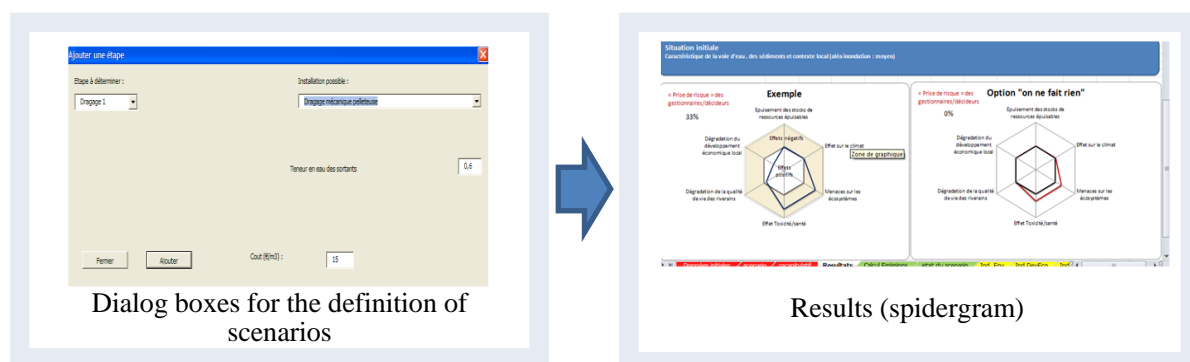 Ajouter une étape
Etape à déterminer :
Installation possible :
Dragage 1
Dragage mécanique pelleteuse
Teneur en eau des sortants
0,6
Fermer
Ajouter
Cout (€/m3) :
15
Dialog boxes for the definition of
scenarios
Situation initiale
Caractéristique de la voie d'eau, des sédiments et contexte local (aléa inondation : moyen)
« Prise de risque » des
gestionnaires/décideurs
33%
Exemple
Epuisement des stocks de
ressources épuisables
Effets négatifs
Effets
positifs
Effet sur le climat
Zone de graphique
Menaces sur les
écosystèmes
Effet Toxicité/santé
Dégradation de la qualité
de vie des riverains
Dégradation du
développement
économique local
« Prise de risque » des
gestionnaires/décideurs
0%
Option "on ne fait rien"
Epuisement des stocks de
ressources épuisables
Effet sur le climat
Menaces sur les
écosystèmes
Effet Toxicité/santé
Dégradation de la qualité
de vie des riverains
Dégradation du
développement
économique local
Resultats
Results (spidergram)